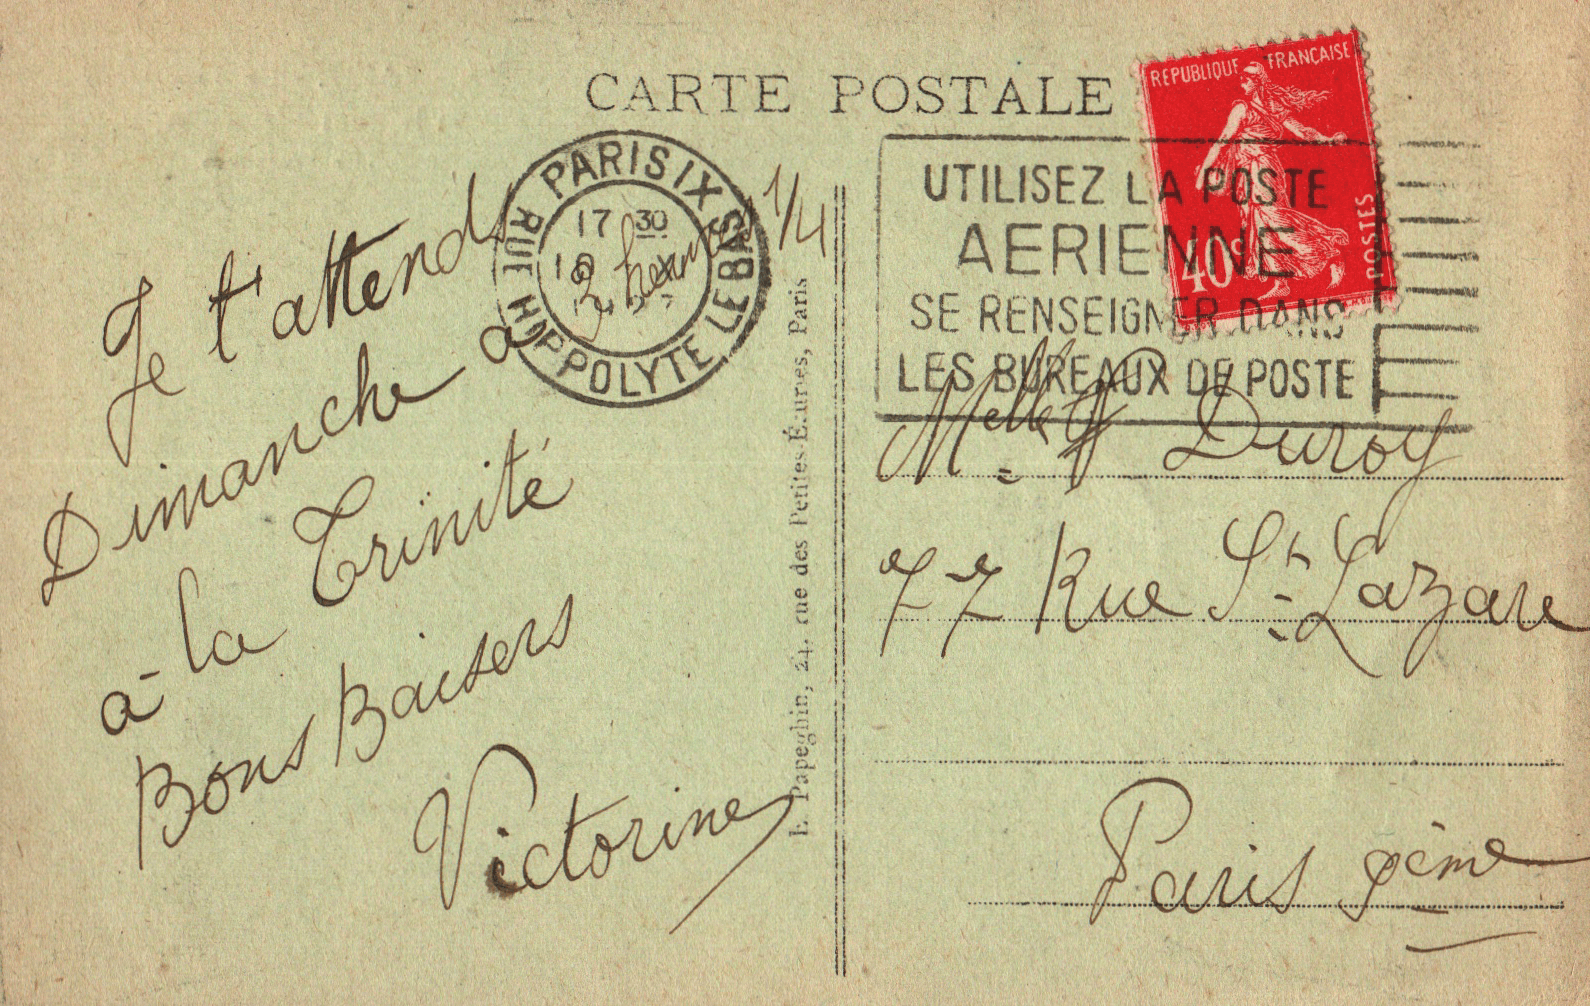 CARTE POSTALE
REPUBLIQUE FRANÇAISE
40c
POSTES
PARIS IX
RUE HIPPOLYTE LEBAS
17 30
UTILISEZ LA POSTE
AERIENNE
SE RENSEIGNER DANS
LES BUREAUX DE POSTE
Je t'attends
Dimanche a 2 heures 1/4
à la Trinité
Bons Baisers
Victorine
E. Papeghin, 24, rue des Petites-Écuries, Paris
Melle Duroy
77 Rue St. Lazare
Paris 9ème